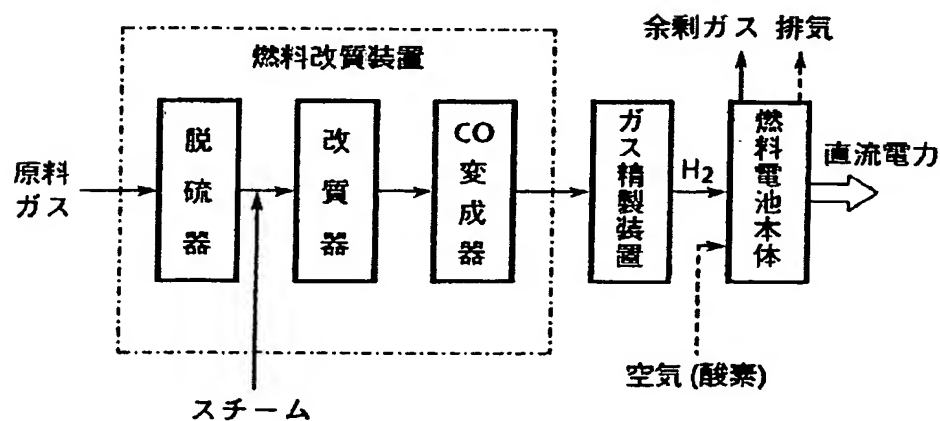 余剰ガス 排気
燃料改質装置
原料
ガス
脱硫器
改質器
CO
変成器
ガス精製装置
H2
燃料電池本体
直流電力
空気(酸素)
スチーム